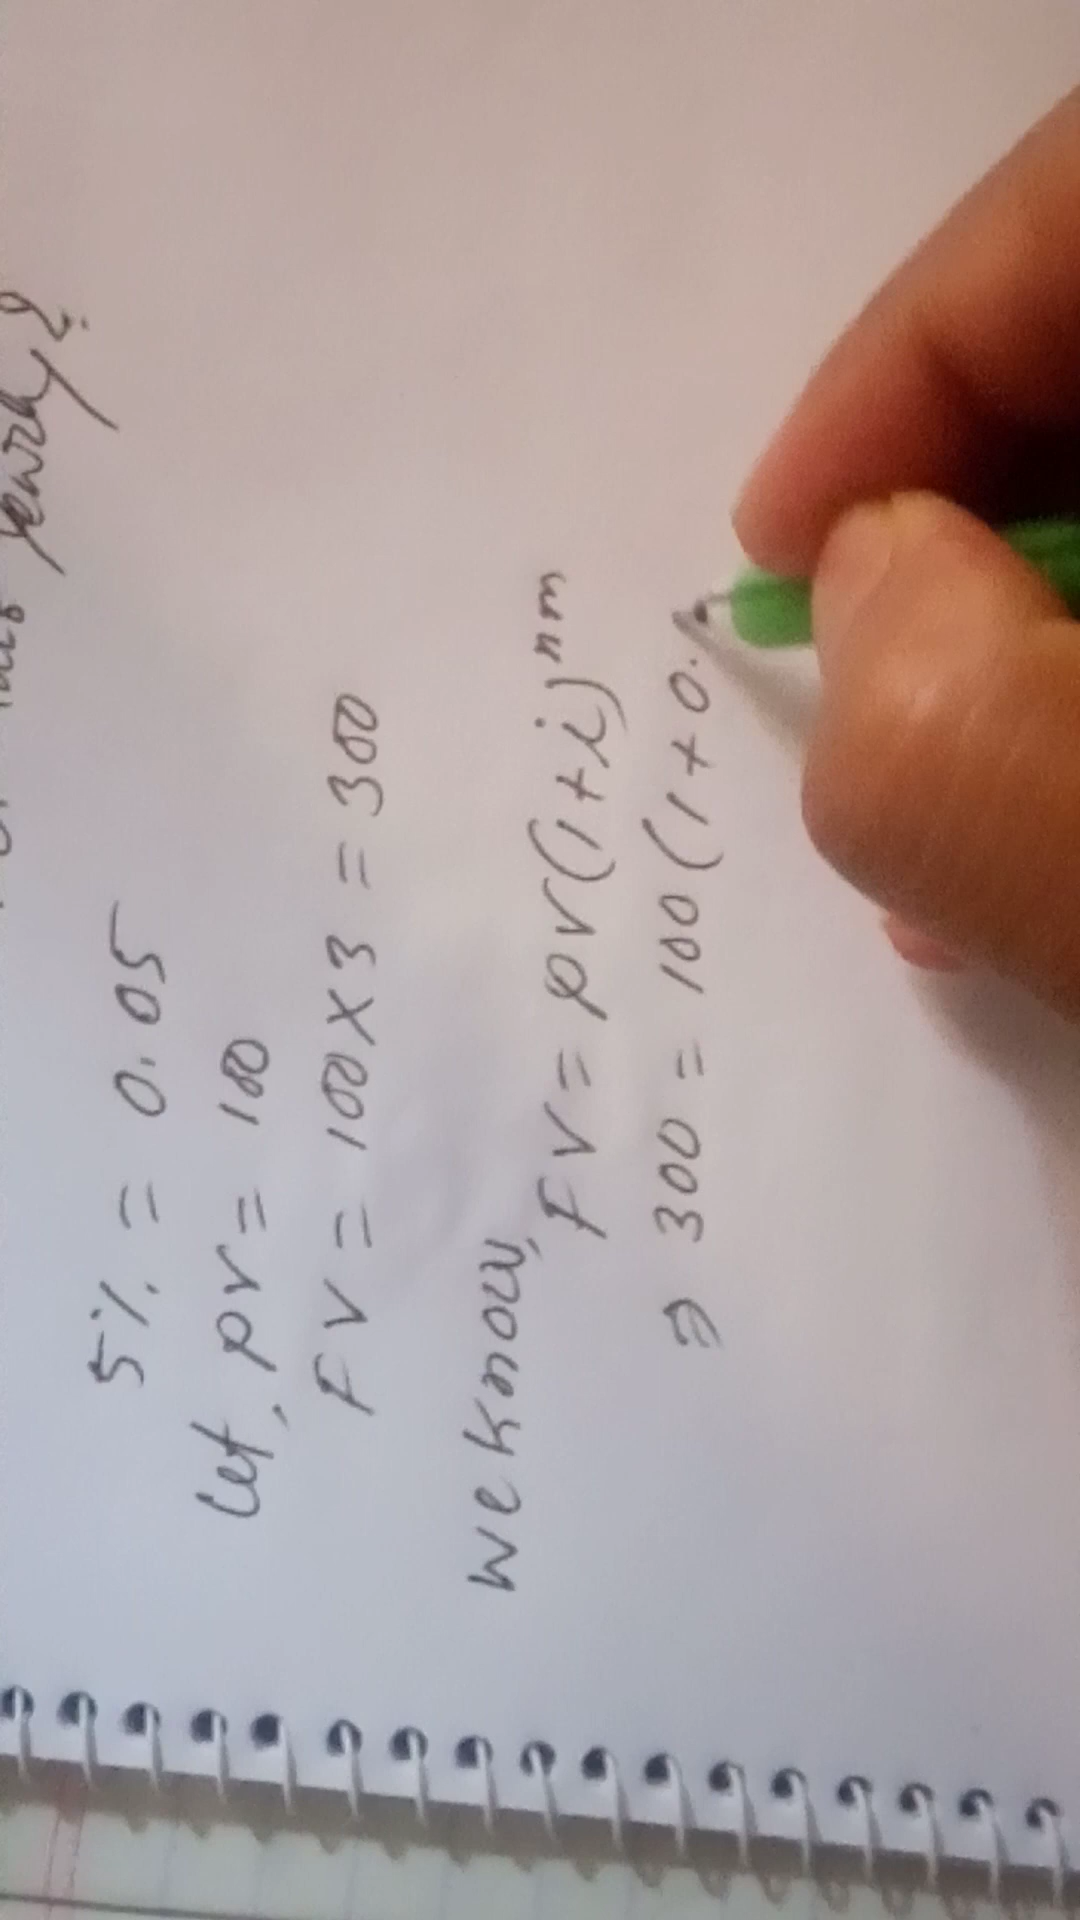 yearly?
5% = 0.05
Let, pv = 100
FV = 100 x 3 = 300
We know,
FV = pv(1+i)^nm
⇒ 300 = 100(1+0.